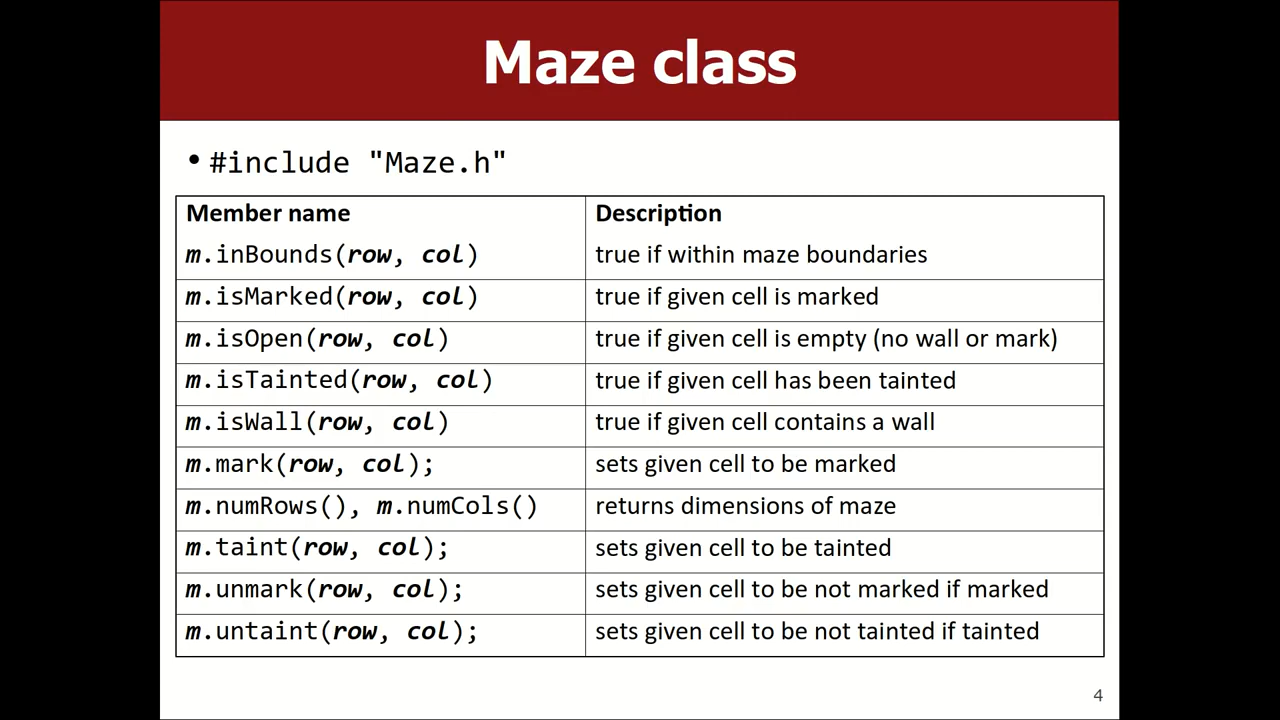 Maze class
• #include "Maze.h"
Member name Description
m.inBounds(row, col) true if within maze boundaries
m.isMarked(row, col) true if given cell is marked
m.isOpen(row, col) true if given cell is empty (no wall or mark)
m.isTainted(row, col) true if given cell has been tainted
m.isWall(row, col) true if given cell contains a wall
m.mark(row, col); sets given cell to be marked
m.numRows(), m.numCols() returns dimensions of maze
m.taint(row, col); sets given cell to be tainted
m.unmark(row, col); sets given cell to be not marked if marked
m.untaint(row, col); sets given cell to be not tainted if tainted
4